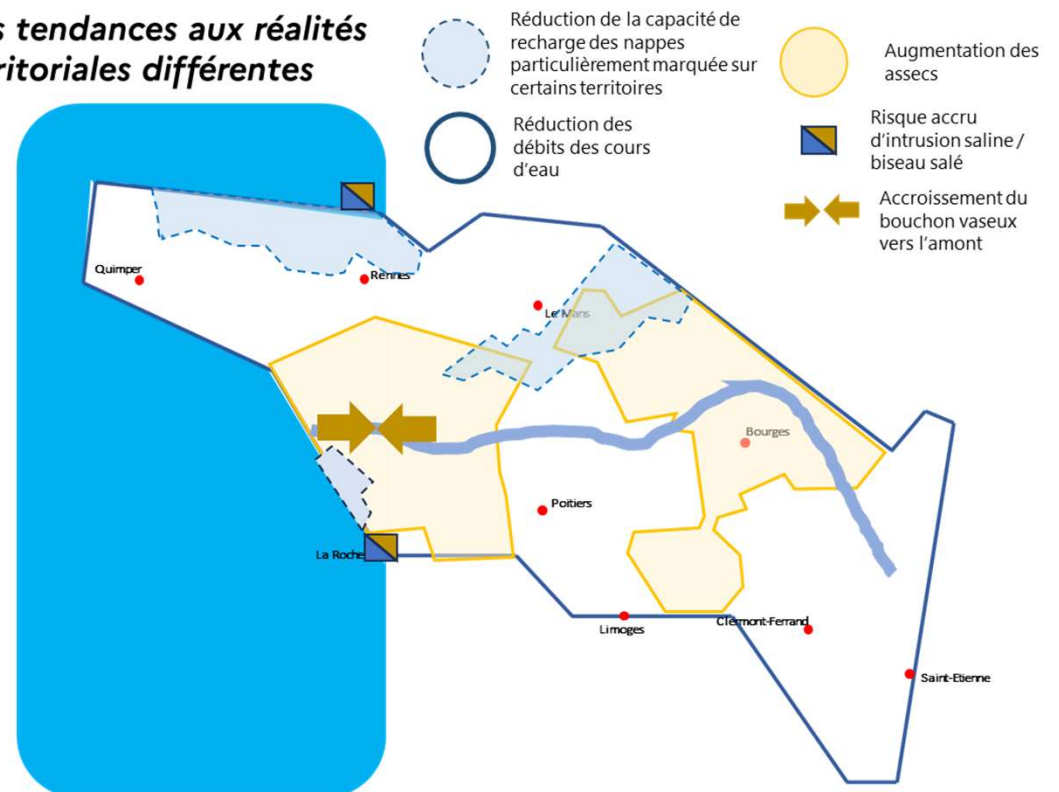 s tendances aux réalités
ritoriales différentes
Réduction de la capacité de
recharge des nappes
particulièrement marquée sur
certains territoires
Réduction des
débits des cours
d'eau
Augmentation des
assecs
Risque accru
d'intrusion saline /
biseau salé
Accroissement du
bouchon vaseux
vers l'amont
Quimper
Rennes
Le Mans
Bourges
Poitiers
La Roche
Limoges
Clermont-Ferrand
Saint-Etienne